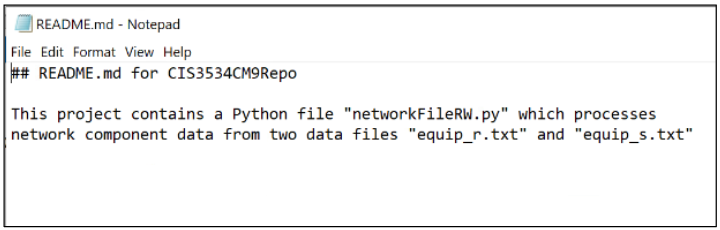 README.md - Notepad
File Edit Format View Help
## README.md for CIS3534CM9Repo
This project contains a Python file "networkFileRW.py" which processes
network component data from two data files "equip_r.txt" and "equip_s.txt"